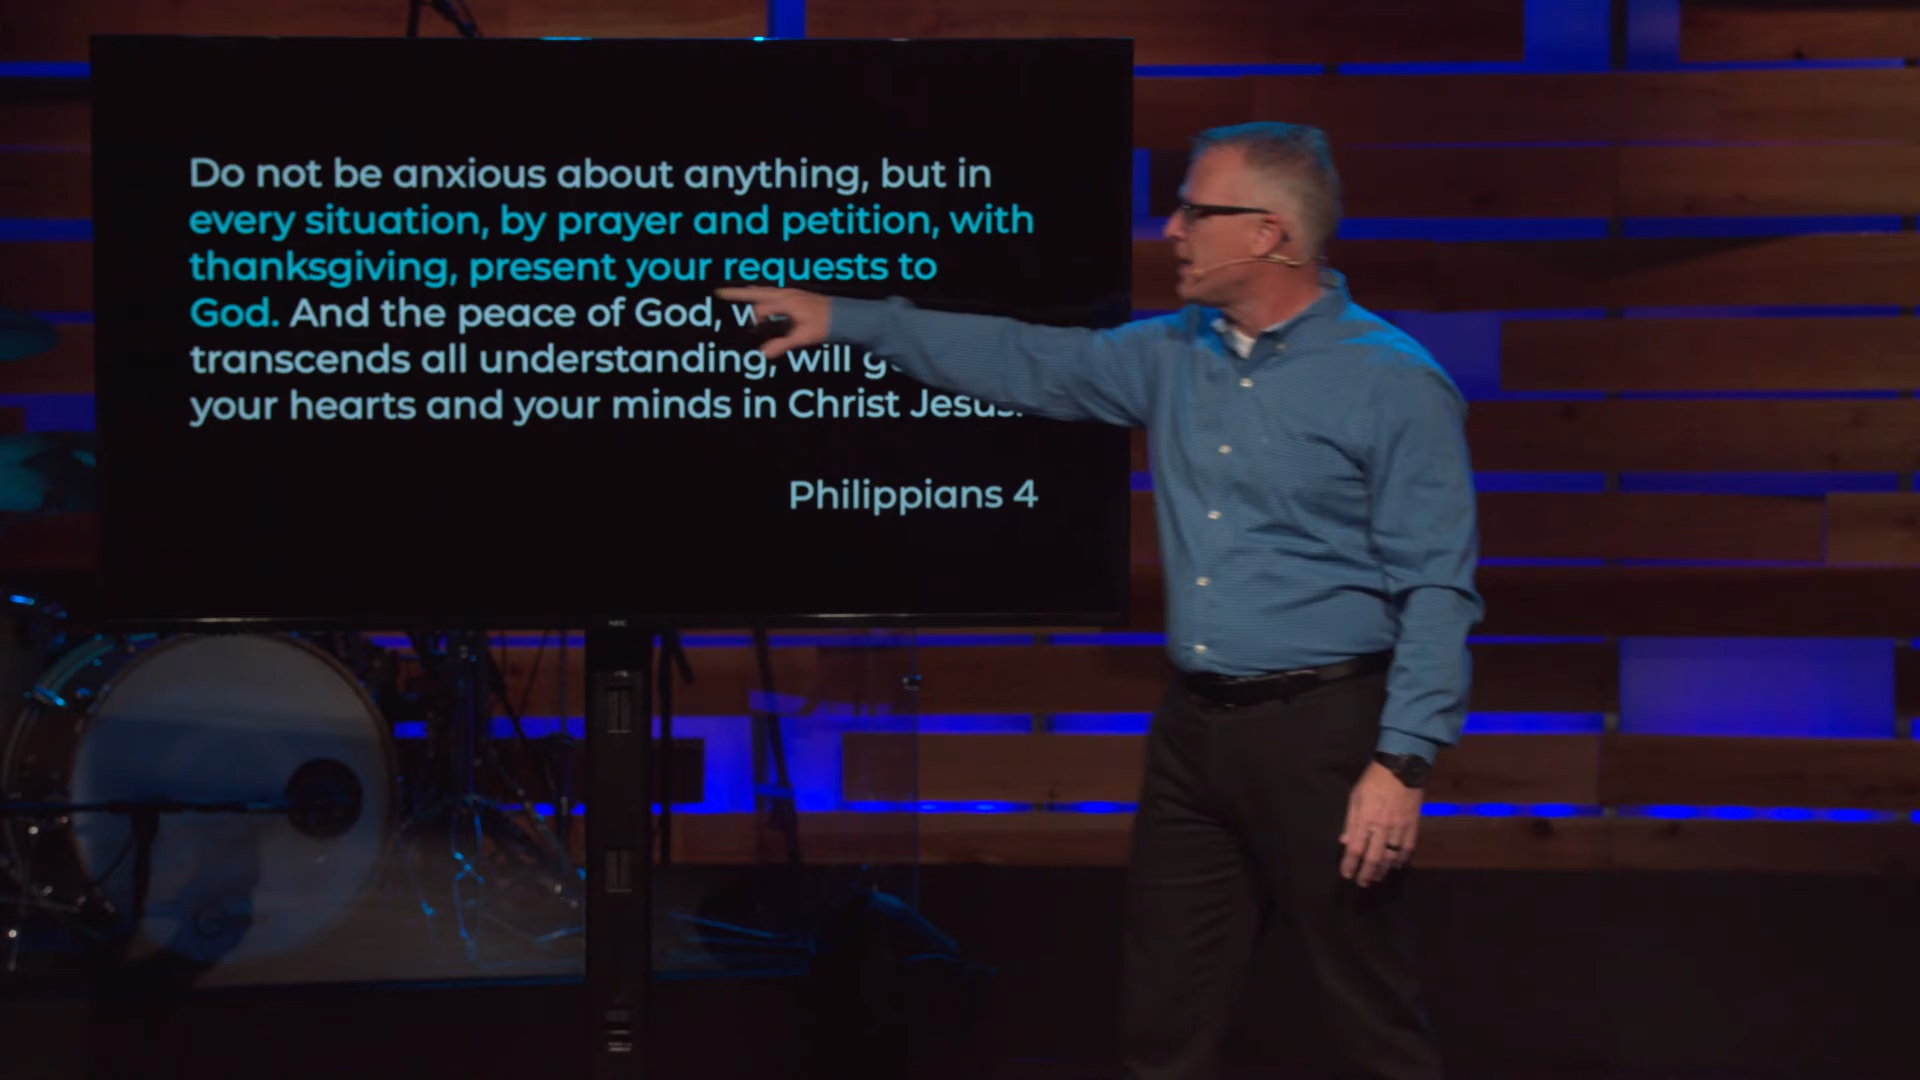 Do not be anxious about anything, but in
every situation, by prayer and petition, with
thanksgiving, present your requests to
God. And the peace of God,
transcends all understanding, will
your hearts and your minds in Christ Jesus.
Philippians 4
NEC